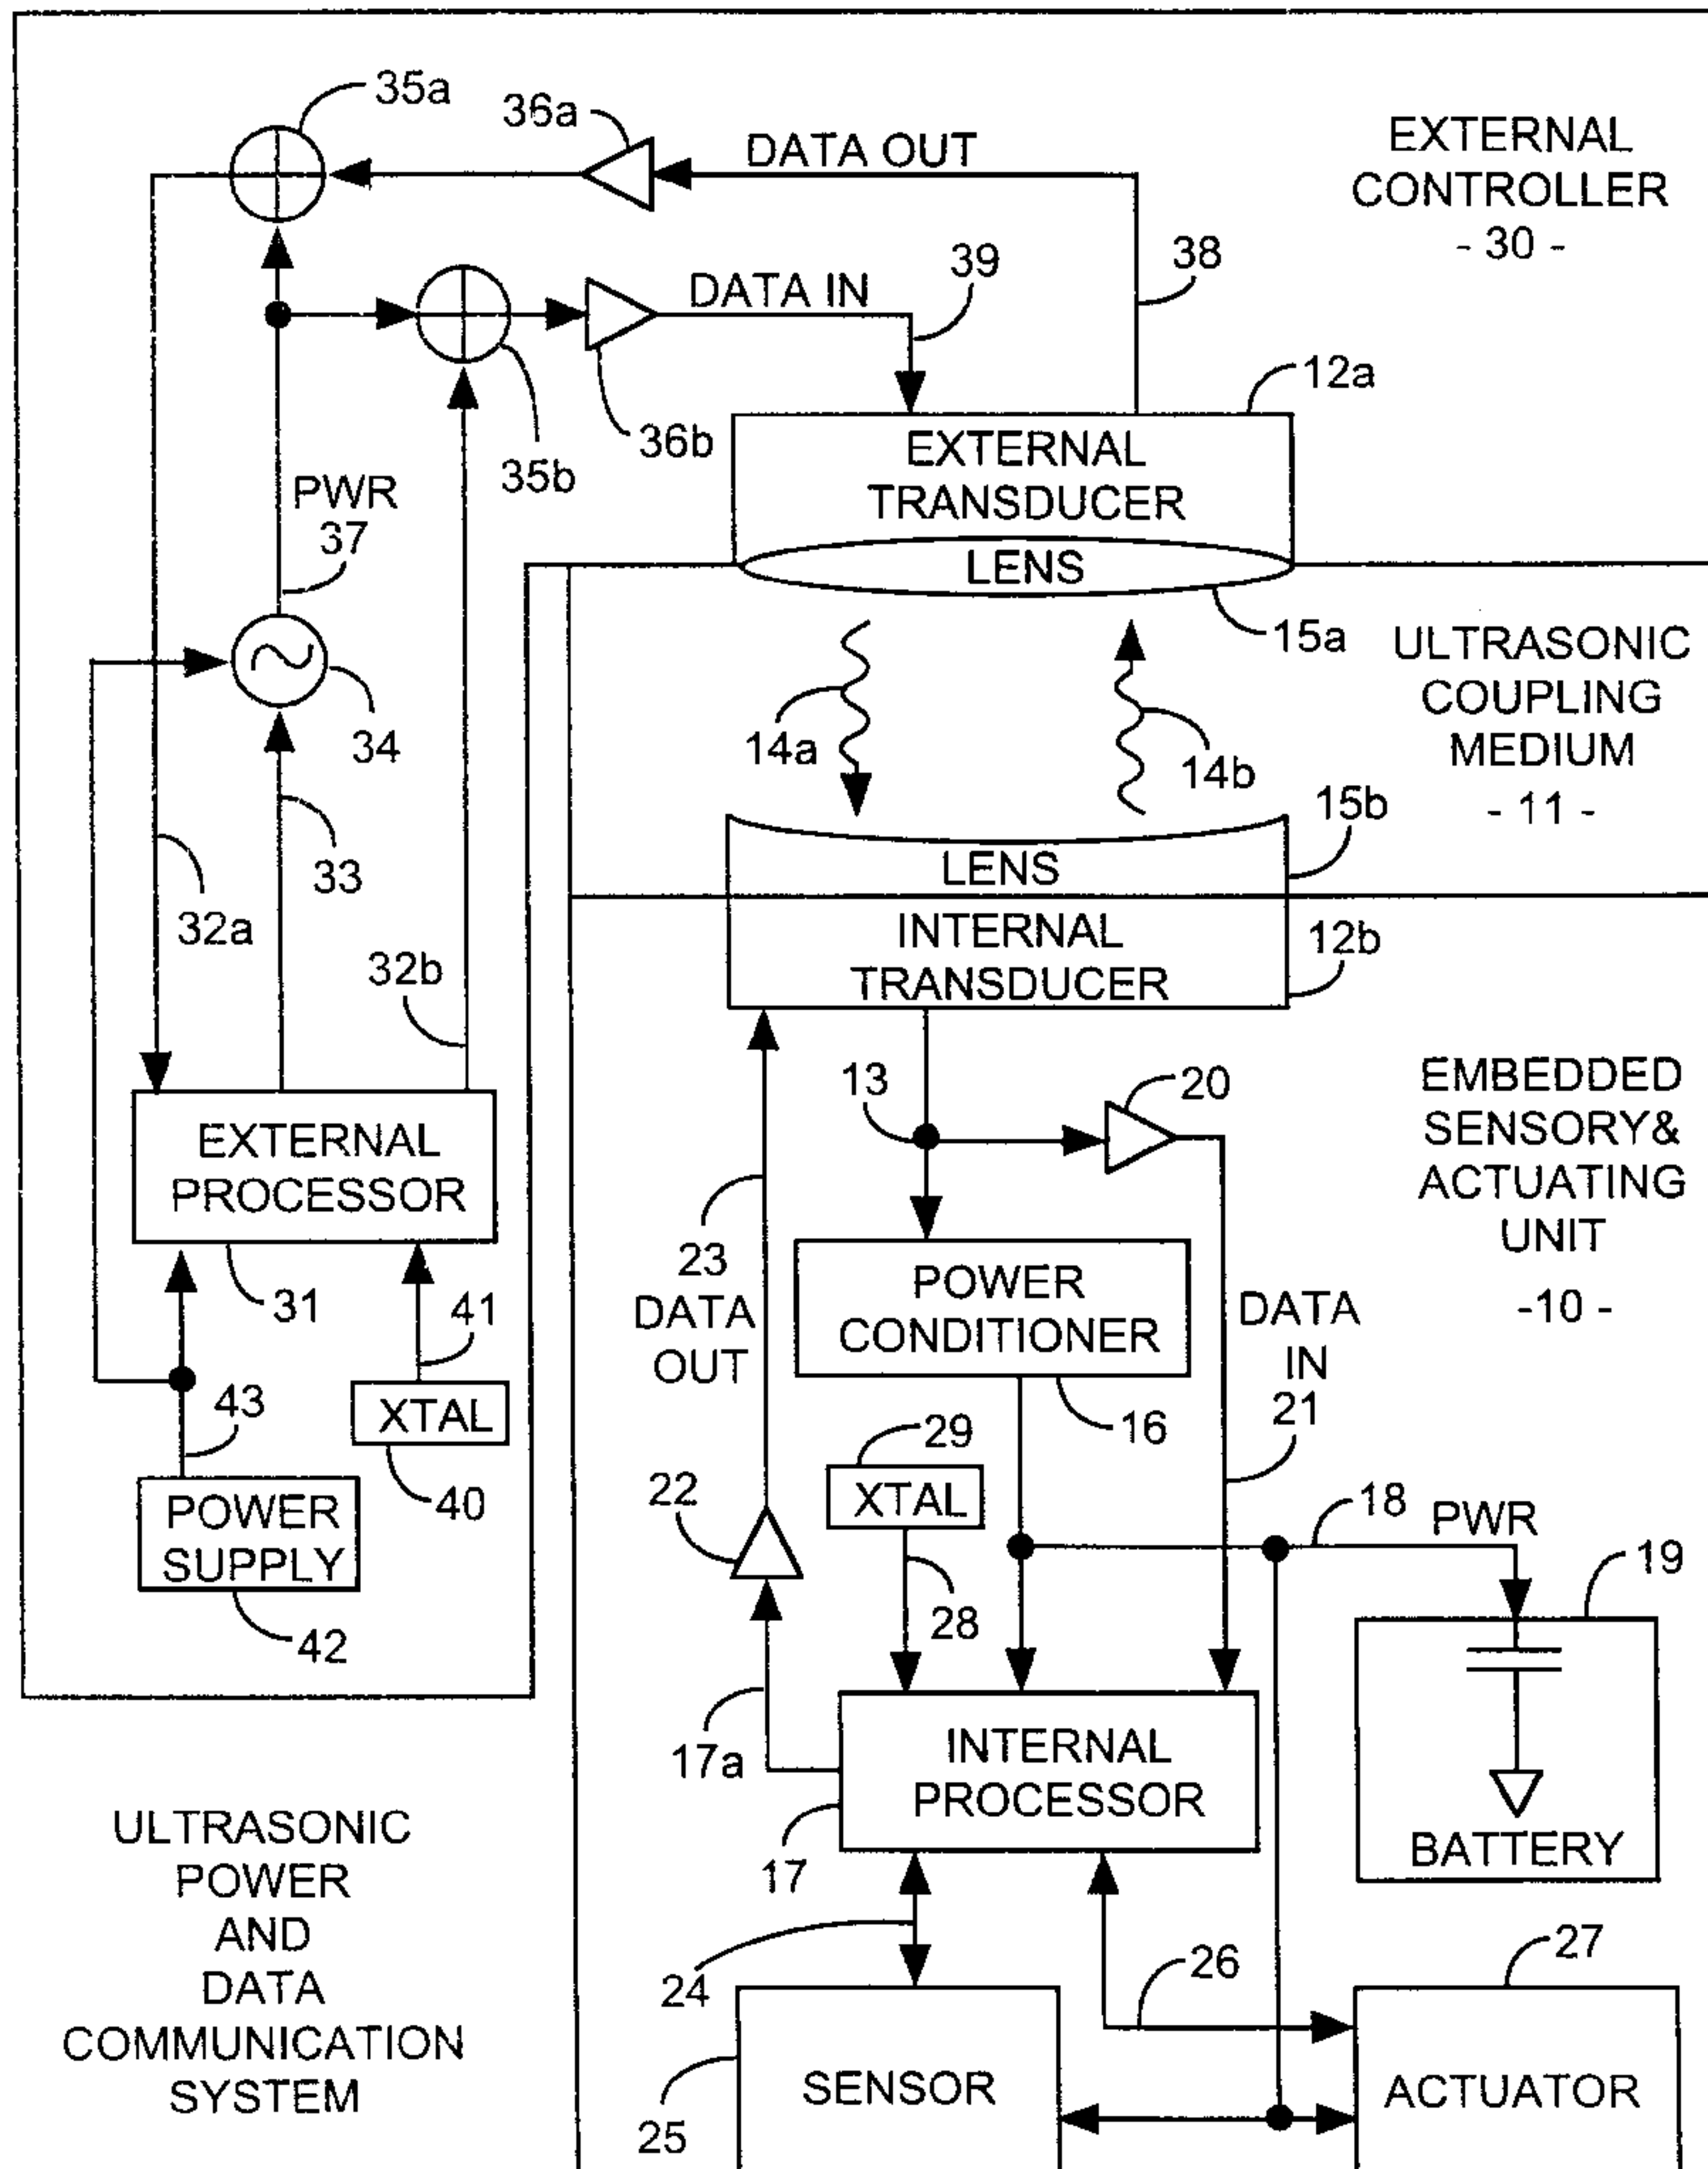 35a
36a
DATA OUT
EXTERNAL
CONTROLLER
- 30 -
39
38
DATA IN
12a
36b
35b
EXTERNAL
TRANSDUCER
LENS
PWR
37
15a
ULTRASONIC
COUPLING
MEDIUM
- 11 -
34
14a
14b
15b
33
LENS
32a
INTERNAL
TRANSDUCER
12b
32b
13
20
EMBEDDED
SENSORY&
ACTUATING
UNIT
-10 -
EXTERNAL
PROCESSOR
23
DATA
OUT
POWER
CONDITIONER
DATA
IN
21
31
41
43
XTAL
16
29
40
22
XTAL
18
PWR
POWER
SUPPLY
19
28
42
17a
INTERNAL
PROCESSOR
ULTRASONIC
POWER
AND
DATA
COMMUNICATION
SYSTEM
17
BATTERY
24
26
27
SENSOR
ACTUATOR
25